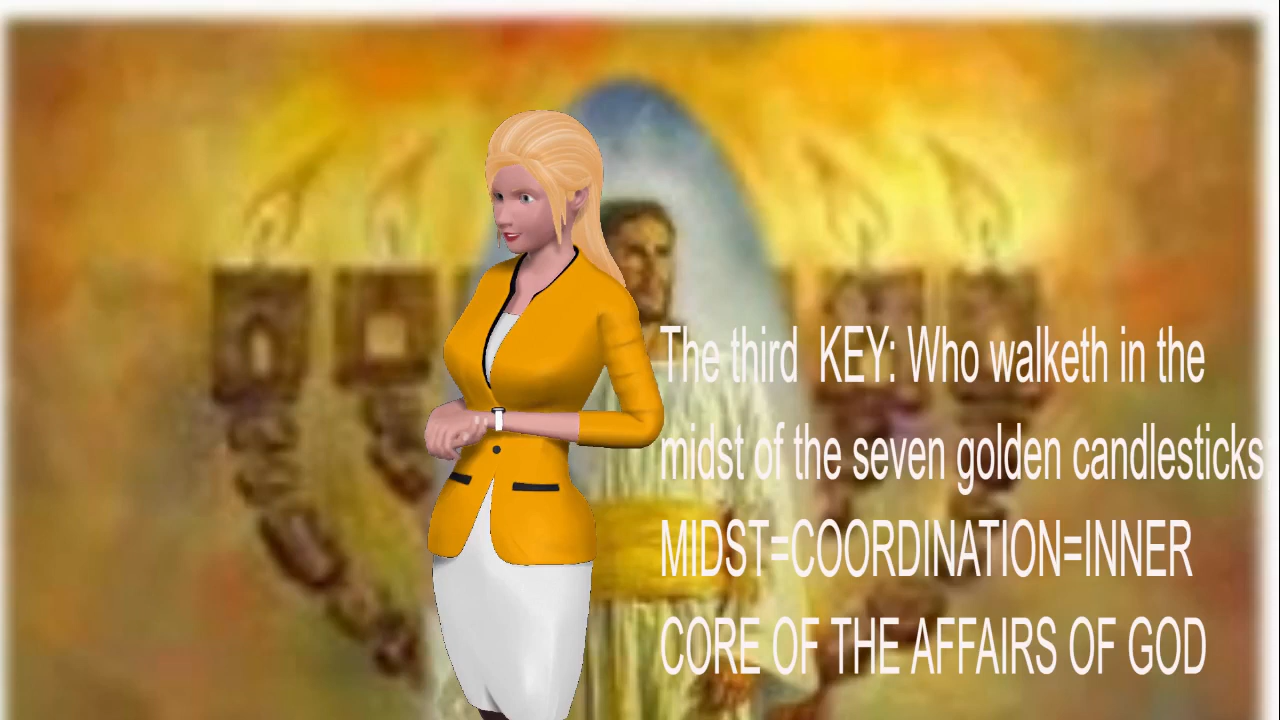 The third KEY: Who walketh in the
midst of the seven golden candlesticks;
MIDST=COORDINATION=INNER
CORE OF THE AFFAIRS OF GOD